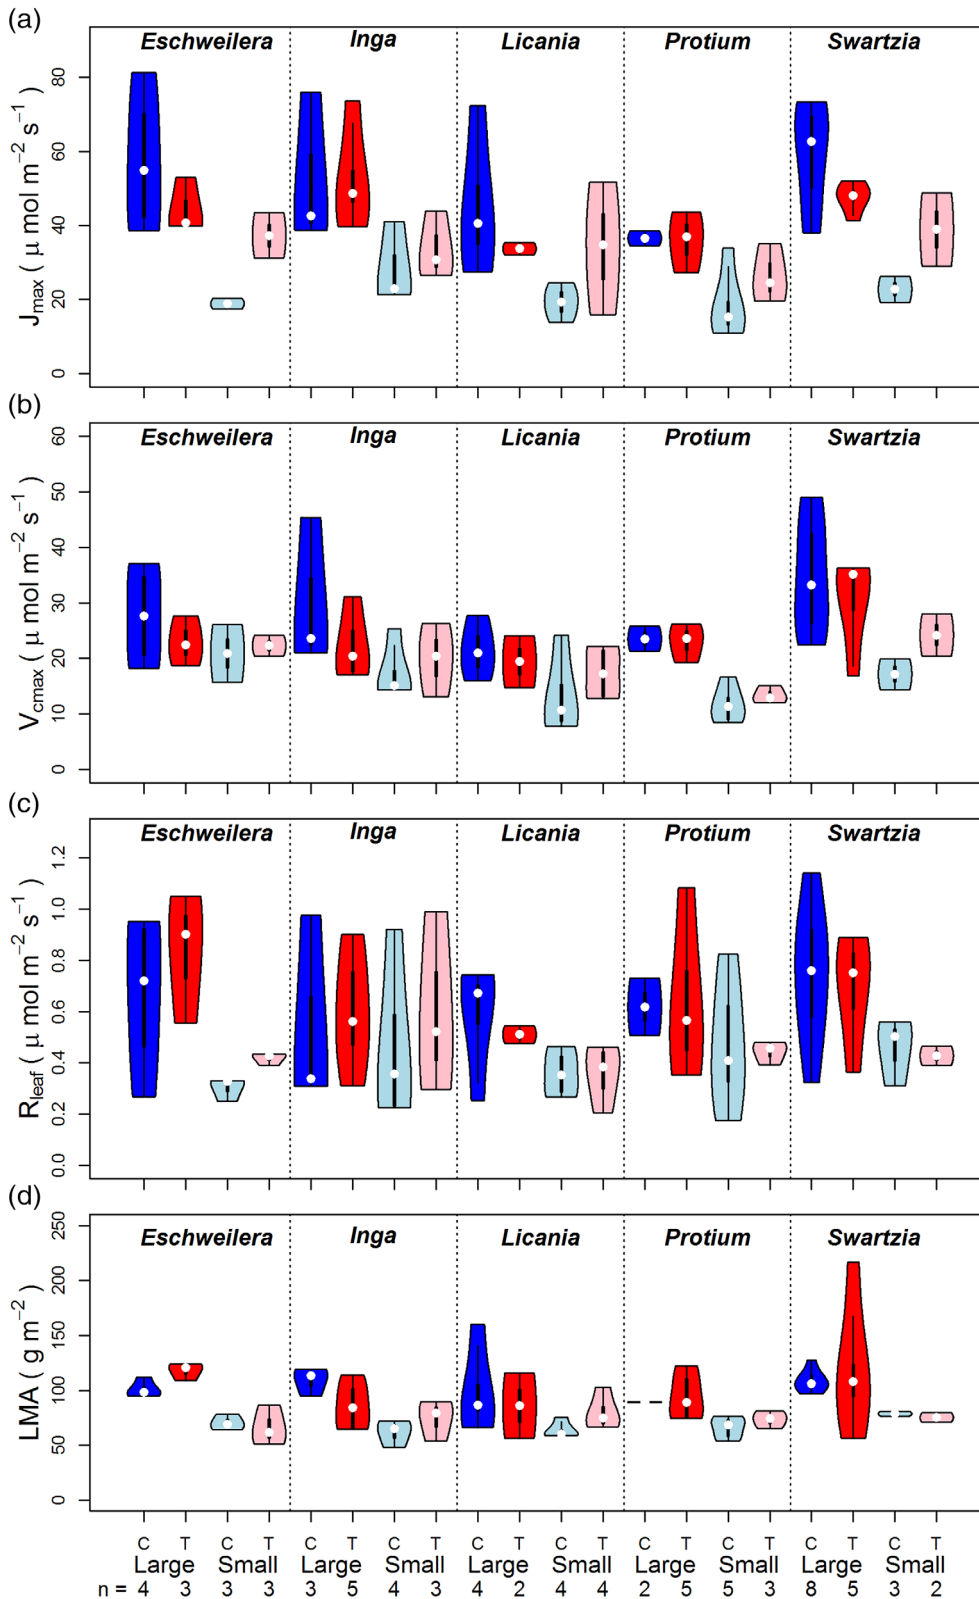 (a)
Eschweilera Inga Licania Protium Swartzia
J_max ( μ mol m⁻² s⁻¹ )
80
60
40
20
0
(b)
Eschweilera Inga Licania Protium Swartzia
V_cmax ( μ mol m⁻² s⁻¹ )
60
50
40
30
20
10
0
(c)
Eschweilera Inga Licania Protium Swartzia
R_leaf ( μ mol m⁻² s⁻¹ )
1.2
1.0
0.8
0.6
0.4
0.2
0.0
(d)
Eschweilera Inga Licania Protium Swartzia
LMA ( g m⁻² )
250
200
150
100
50
0
C T C T C T C T C T C T C T C T C T C T
Large Small Large Small Large Small Large Small Large Small
n = 4 3 3 3 3 5 4 3 4 2 4 4 2 5 5 3 8 5 3 2